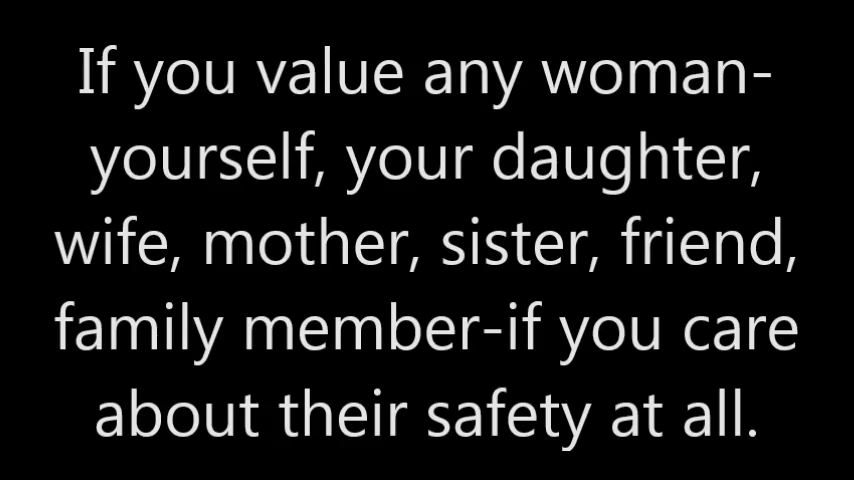 If you value any woman-
yourself, your daughter,
wife, mother, sister, friend,
family member-if you care
about their safety at all.